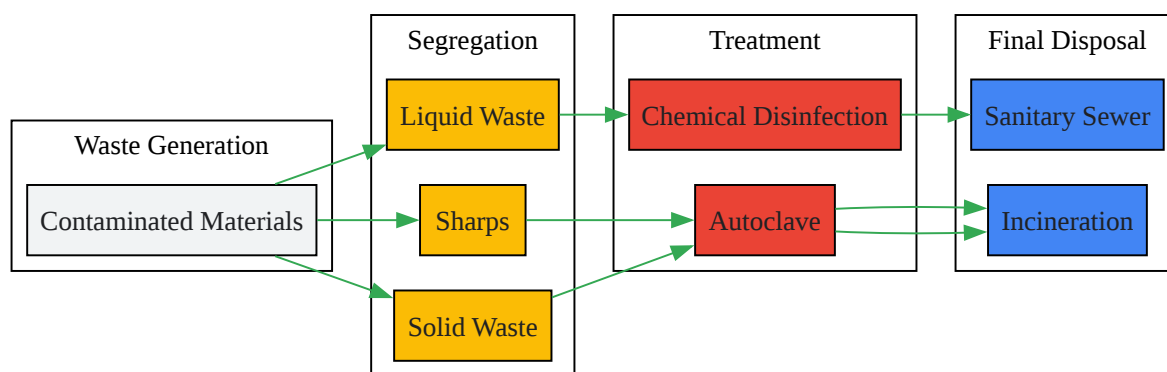 Waste Generation
Contaminated Materials
Segregation
Liquid Waste
Sharps
Solid Waste
Treatment
Chemical Disinfection
Autoclave
Final Disposal
Sanitary Sewer
Incineration